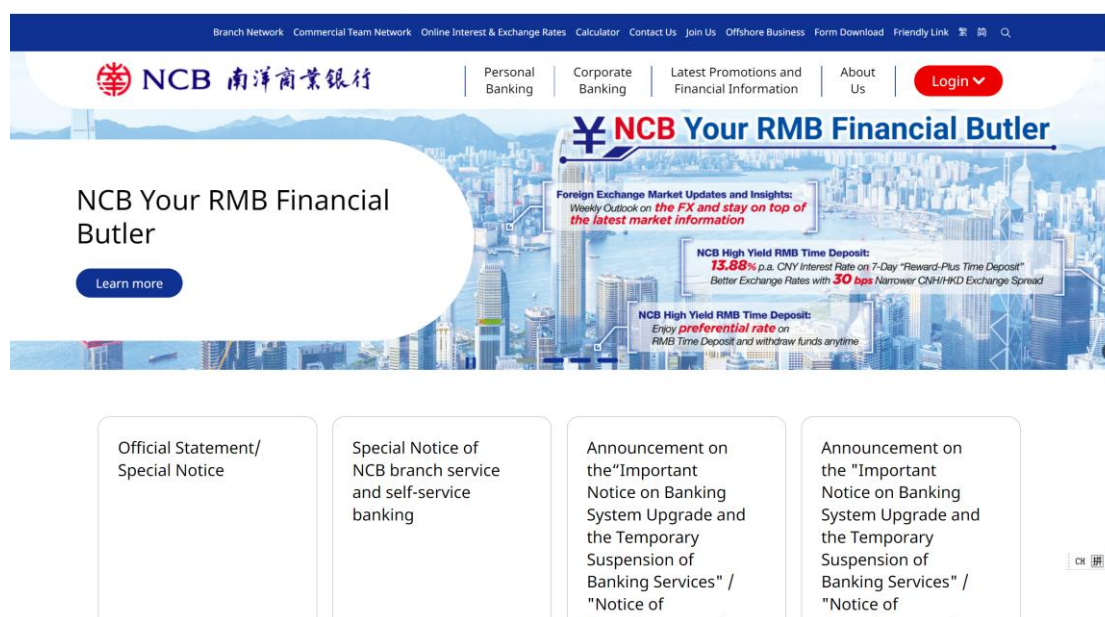 Branch Network Commercial Team Network Online Interest & Exchange Rates Calculator Contact Us Join Us Offshore Business Form Download Friendly Link 繁 简
NCB 南洋商業銀行
Personal Banking
Corporate Banking
Latest Promotions and Financial Information
About Us
Login
¥ NCB Your RMB Financial Butler
NCB Your RMB Financial
Butler
Learn more
Foreign Exchange Market Updates and Insights:
Weekly Outlook on the FX and stay on top of
the latest market information
NCB High Yield RMB Time Deposit:
13.88% p.a. CNY Interest Rate on 7-Day “Reward-Plus Time Deposit”
Better Exchange Rates with 30 bps Narrower CNH/HKD Exchange Spread
NCB High Yield RMB Time Deposit:
Enjoy preferential rate on
RMB Time Deposit and withdraw funds anytime
Official Statement/
Special Notice
Special Notice of
NCB branch service
and self-service
banking
Announcement on
the“Important
Notice on Banking
System Upgrade and
the Temporary
Suspension of
Banking Services" /
"Notice of
Announcement on
the "Important
Notice on Banking
System Upgrade and
the Temporary
Suspension of
Banking Services" /
"Notice of
CH 拼